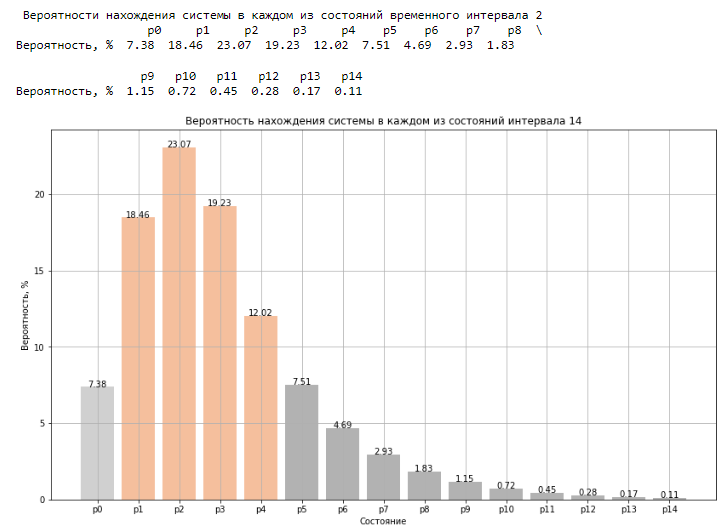 Вероятности нахождения системы в каждом из состояний временного интервала 2
p0 p1 p2 p3 p4 p5 p6 p7 p8 \
Вероятность, % 7.38 18.46 23.07 19.23 12.02 7.51 4.69 2.93 1.83
p9 p10 p11 p12 p13 p14
Вероятность, % 1.15 0.72 0.45 0.28 0.17 0.11
Вероятность нахождения системы в каждом из состояний интервала 14
23.07
19.23
18.46
12.02
7.38
7.51
4.69
2.93
1.83
1.15
0.72
0.45
0.28
0.17
0.11
20
15
10
5
0
Вероятность, %
p0 p1 p2 p3 p4 p5 p6 p7 p8 p9 p10 p11 p12 p13 p14
Состояние